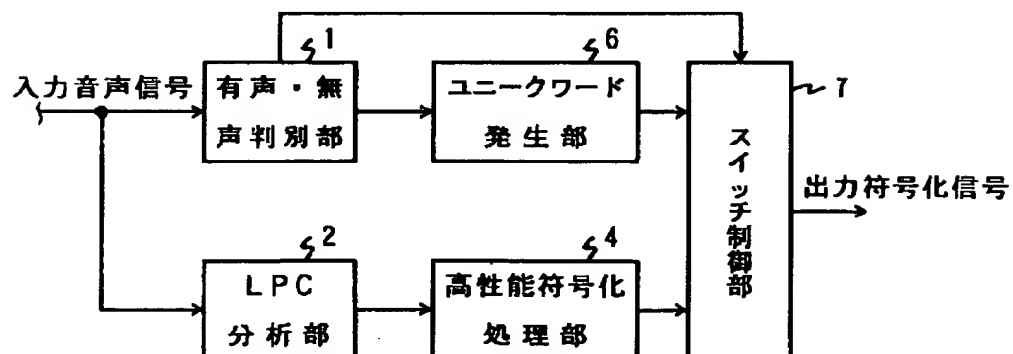 1
6
入力音声信号
有声・無
声判別部
ユニークワード
発生部
7
スイッチ制御部
出力符号化信号
2
4
LPC
分析部
高性能符号化
処理部